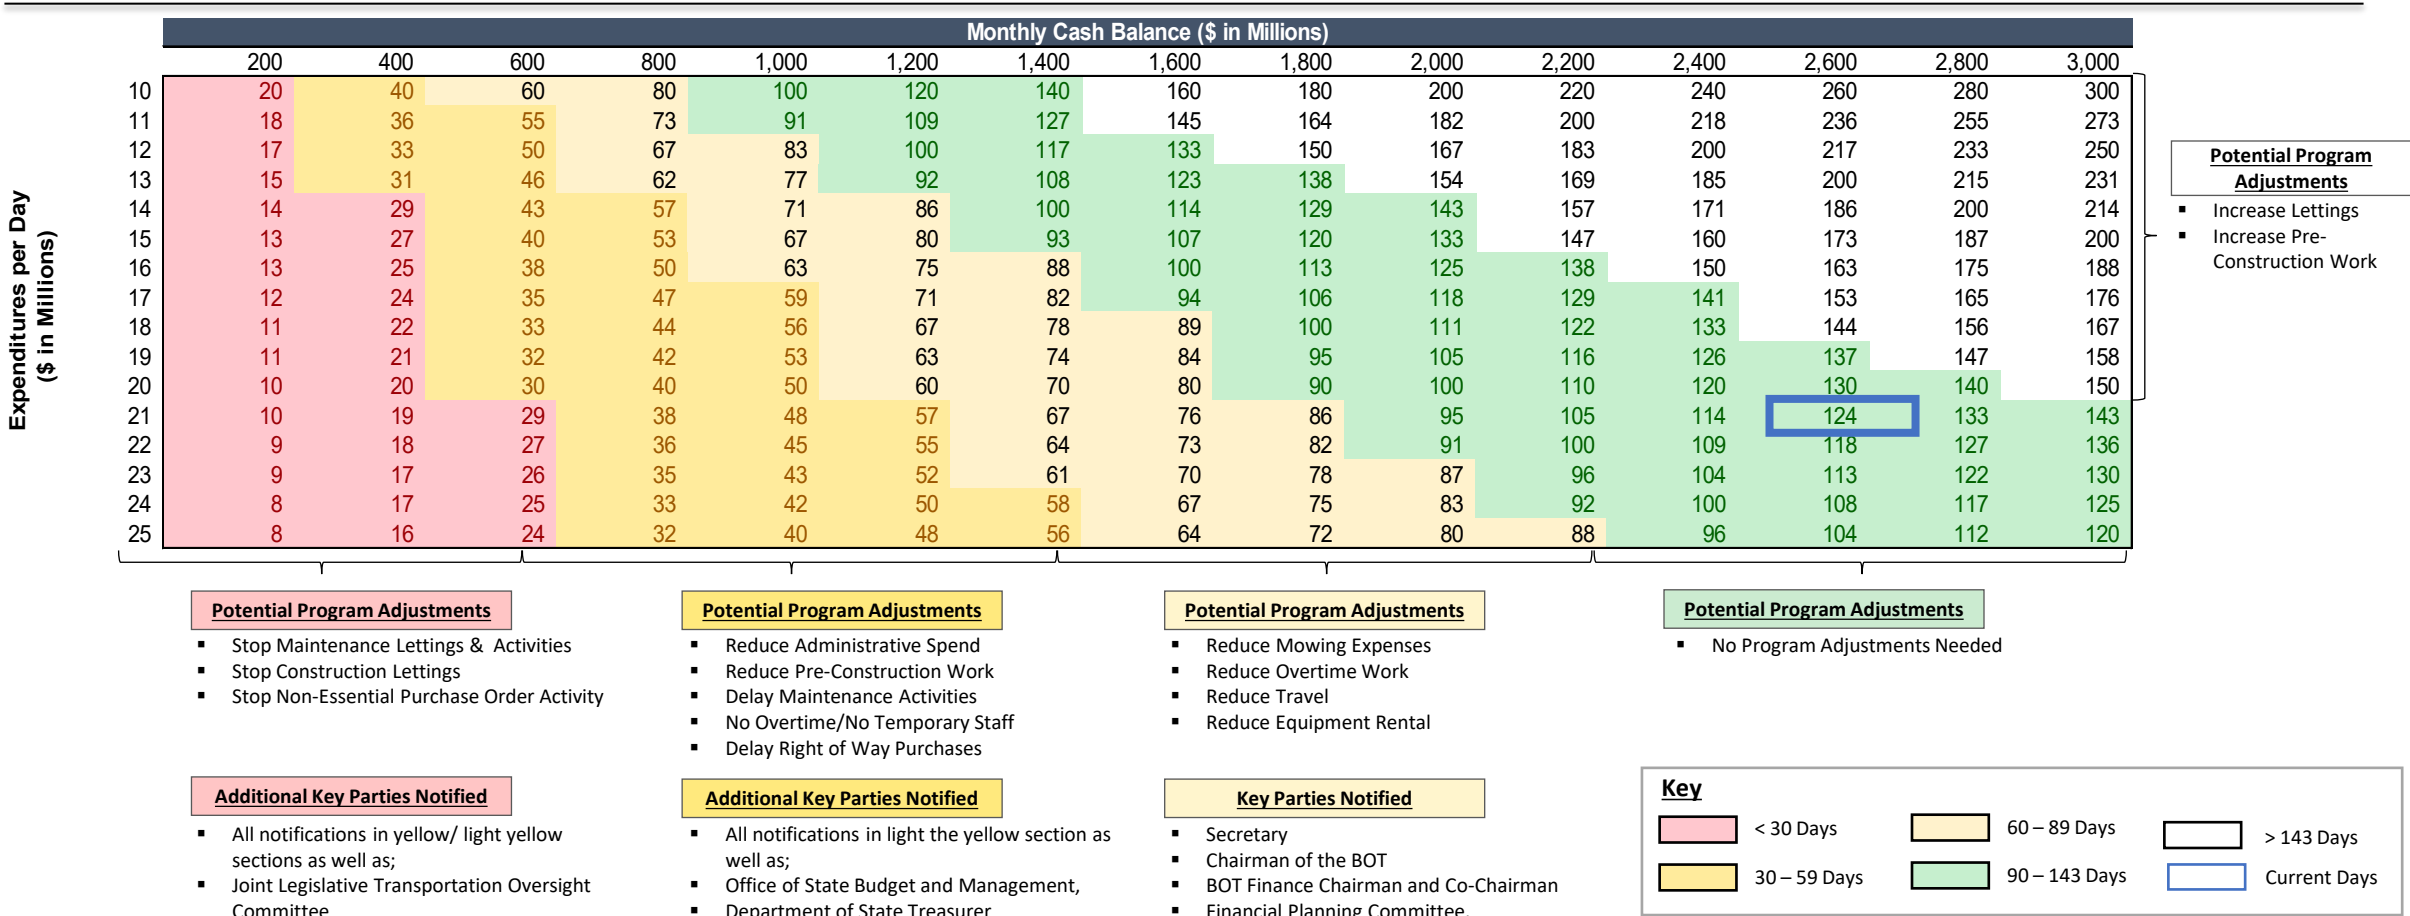 Monthly Cash Balance ($ in Millions)
200 400 600 800 1,000 1,200 1,400 1,600 1,800 2,000 2,200 2,400 2,600 2,800 3,000
Expenditures per Day
($ in Millions)
10 20 40 60 80 100 120 140 160 180 200 220 240 260 280 300
11 18 36 55 73 91 109 127 145 164 182 200 218 236 255 273
12 17 33 50 67 83 100 117 133 150 167 183 200 217 233 250
13 15 31 46 62 77 92 108 123 138 154 169 185 200 215 231
14 14 29 43 57 71 86 100 114 129 143 157 171 186 200 214
15 13 27 40 53 67 80 93 107 120 133 147 160 173 187 200
16 13 25 38 50 63 75 88 100 113 125 138 150 163 175 188
17 12 24 35 47 59 71 82 94 106 118 129 141 153 165 176
18 11 22 33 44 56 67 78 89 100 111 122 133 144 156 167
19 11 21 32 42 53 63 74 84 95 105 116 126 137 147 158
20 10 20 30 40 50 60 70 80 90 100 110 120 130 140 150
21 10 19 29 38 48 57 67 76 86 95 105 114 124 133 143
22 9 18 27 36 45 55 64 73 82 91 100 109 118 127 136
23 9 17 26 35 43 52 61 70 78 87 96 104 113 122 130
24 8 17 25 33 42 50 58 67 75 83 92 100 108 117 125
25 8 16 24 32 40 48 56 64 72 80 88 96 104 112 120
Potential Program
Adjustments
▪ Increase Lettings
▪ Increase Pre-
Construction Work
Potential Program Adjustments
▪ Stop Maintenance Lettings & Activities
▪ Stop Construction Lettings
▪ Stop Non-Essential Purchase Order Activity
Potential Program Adjustments
▪ Reduce Administrative Spend
▪ Reduce Pre-Construction Work
▪ Delay Maintenance Activities
▪ No Overtime/No Temporary Staff
▪ Delay Right of Way Purchases
Potential Program Adjustments
▪ Reduce Mowing Expenses
▪ Reduce Overtime Work
▪ Reduce Travel
▪ Reduce Equipment Rental
Potential Program Adjustments
▪ No Program Adjustments Needed
Additional Key Parties Notified
▪ All notifications in yellow/ light yellow
sections as well as;
▪ Joint Legislative Transportation Oversight
Committee
Additional Key Parties Notified
▪ All notifications in light the yellow section as
well as;
▪ Office of State Budget and Management,
▪ Department of State Treasurer
Key Parties Notified
▪ Secretary
▪ Chairman of the BOT
▪ BOT Finance Chairman and Co-Chairman
▪ Financial Planning Committee,
Key
< 30 Days
60 – 89 Days
> 143 Days
30 – 59 Days
90 – 143 Days
Current Days